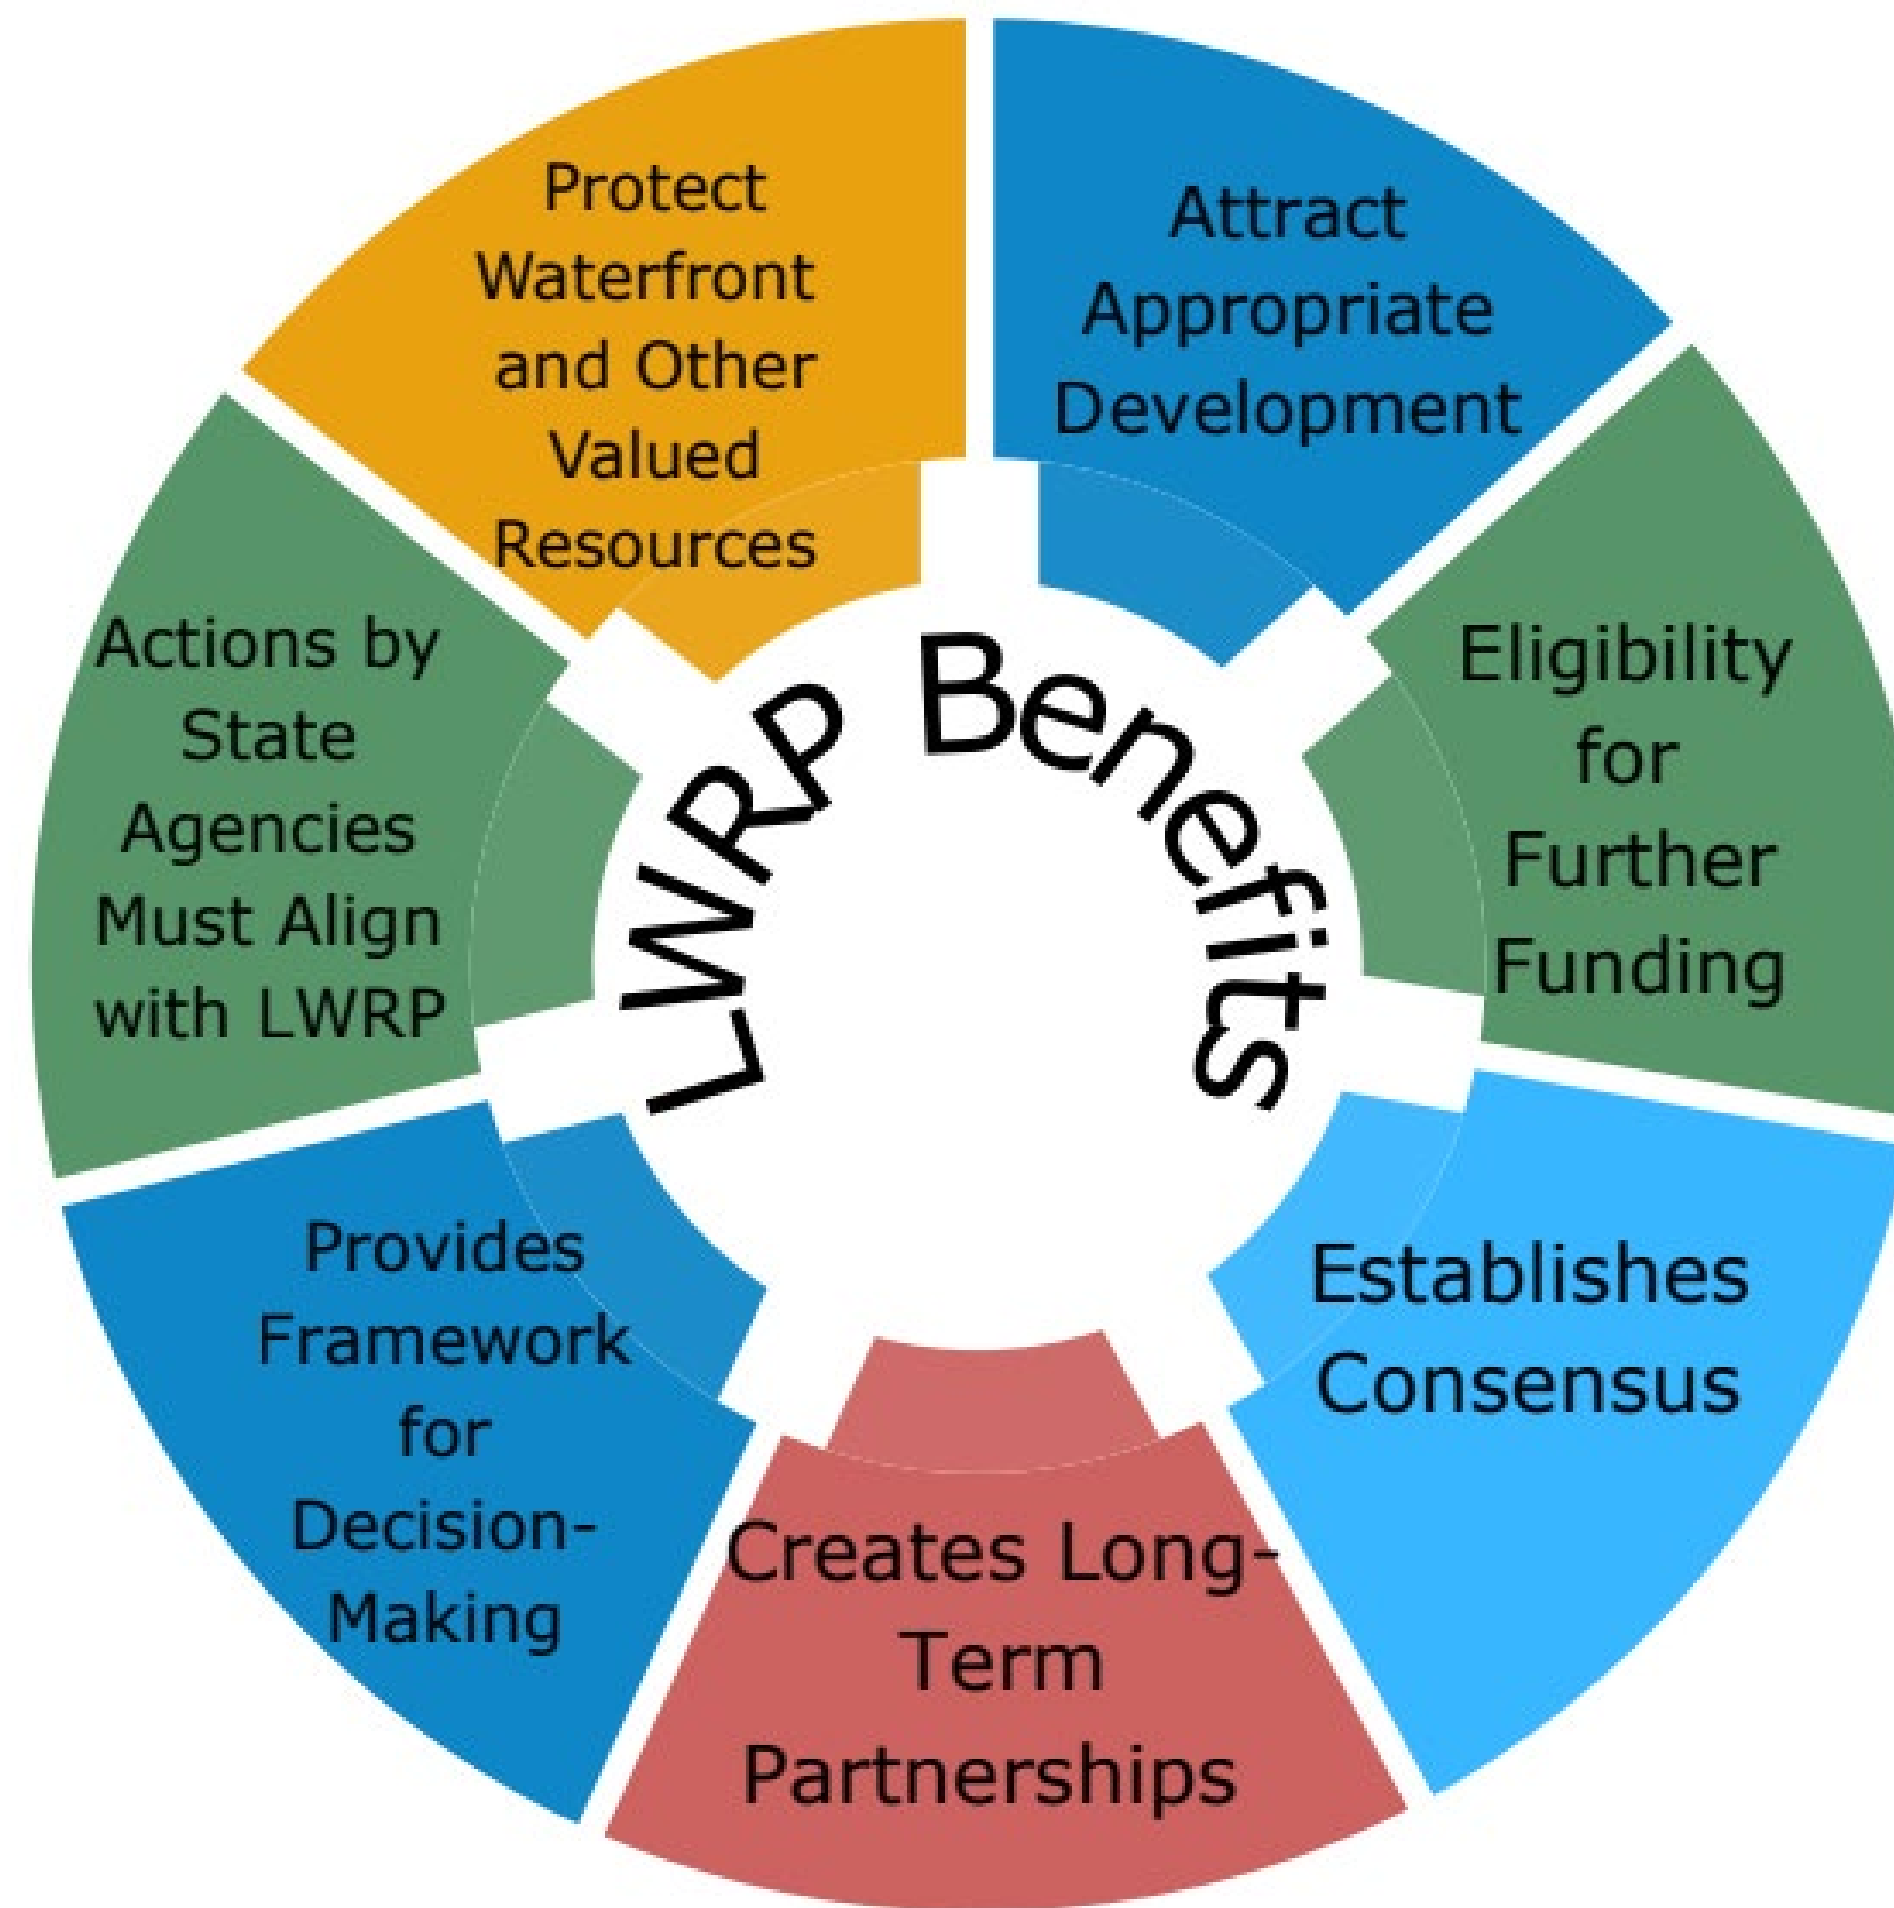 LWRP Benefits
Attract
Appropriate
Development
Eligibility
for
Further
Funding
Establishes
Consensus
Creates Long-
Term
Partnerships
Provides
Framework
for
Decision-
Making
Actions by
State
Agencies
Must Align
with LWRP
Protect
Waterfront
and Other
Valued
Resources